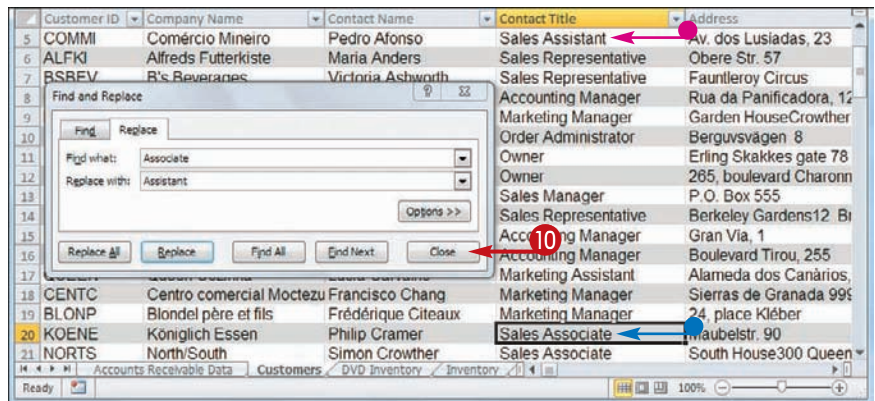 Customer ID Company Name Contact Name Contact Title Address
5 COMMI Comércio Mineiro Pedro Afonso Sales Assistant Av. dos Lusíadas, 23
6 ALFKI Alfreds Futterkiste Maria Anders Sales Representative Obere Str. 57
7 BSBEV B's Beverages Victoria Ashworth Sales Representative Fauntleroy Circus
8 Accounting Manager Rua da Panificadora, 12
9 Marketing Manager Garden HouseCrowther
10 Order Administrator Berguvsvägen 8
11 Owner Erling Skakkes gate 78
12 Owner 265, boulevard Charonn
13 Sales Manager P.O. Box 555
14 Sales Representative Berkeley Gardens12 Br
15 Manager Gran Vía, 1
16 Accounting Manager Boulevard Tirou, 255
17 Marketing Assistant Alameda dos Canàrios,
Find and Replace
Find Replace
Find what: Associate
Replace with: Assistant
Options >>
Replace All Replace Find All Find Next Close
10
18 CENTC Centro comercial Moctezu Francisco Chang Marketing Manager Sierras de Granada 999
19 BLONP Blondel père et fils Frédérique Citeaux Marketing Manager 24, place Kléber
20 KOENE Königlich Essen Philip Cramer Sales Associate Maubelstr. 90
21 NORTS North/South Simon Crowther Sales Associate South House300 Queen
Accounts Receivable Data Customers DVD Inventory Inventory
Ready 100%